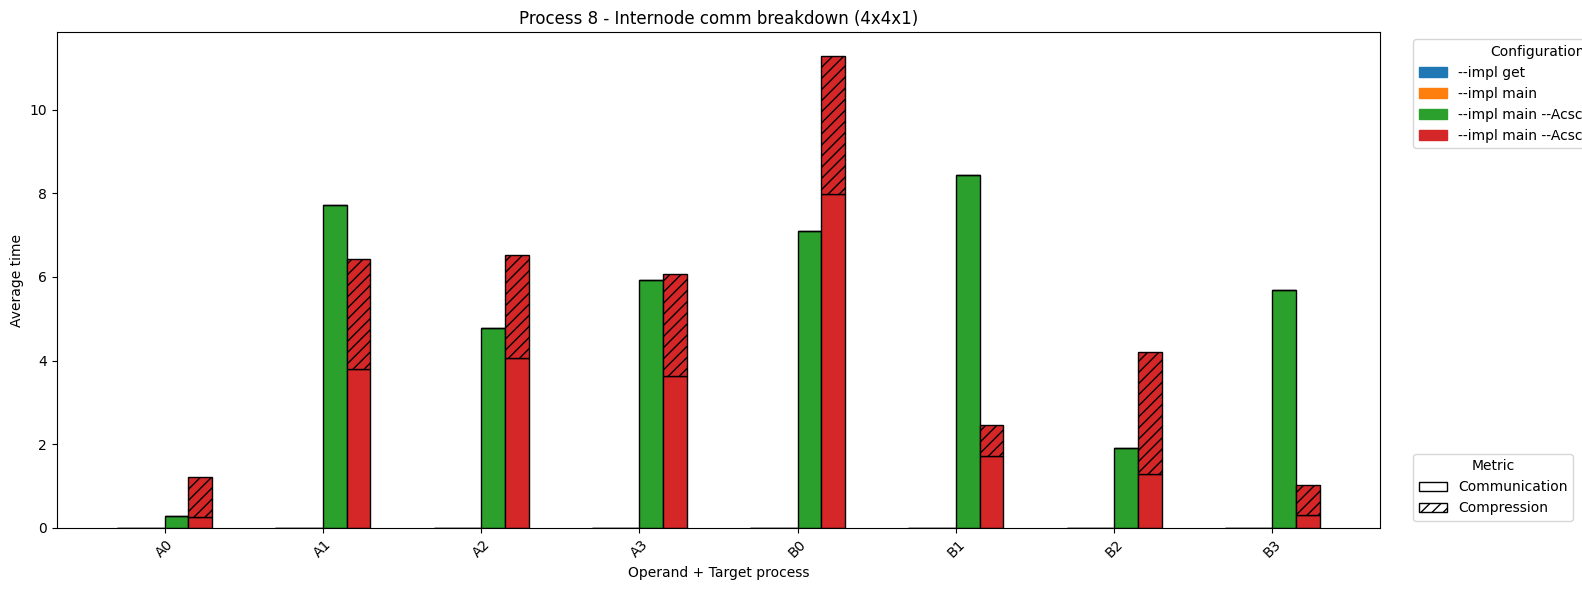 Process 8 - Internode comm breakdown (4x4x1)
Average time
10
8
6
4
2
0
A0
A1
A2
A3
B0
B1
B2
B3
Operand + Target process
Configuration
--impl get
--impl main
--impl main --Acsc
--impl main --Acsc
Metric
Communication
Compression